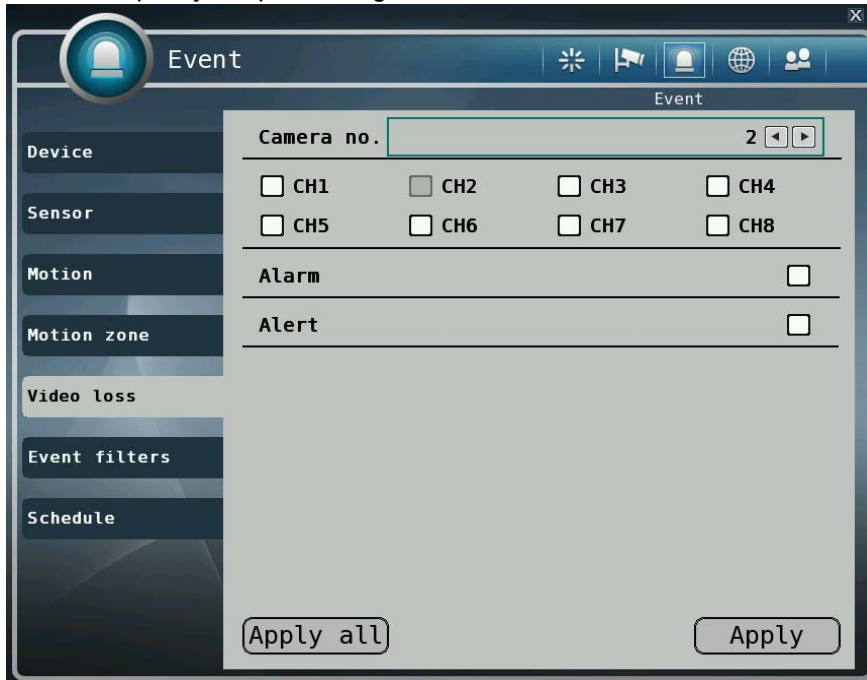 X
Event
Event
Device
Sensor
Motion
Motion zone
Video loss
Event filters
Schedule
Camera no. 2
CH1 CH2 CH3 CH4
CH5 CH6 CH7 CH8
Alarm
Alert
Apply all Apply